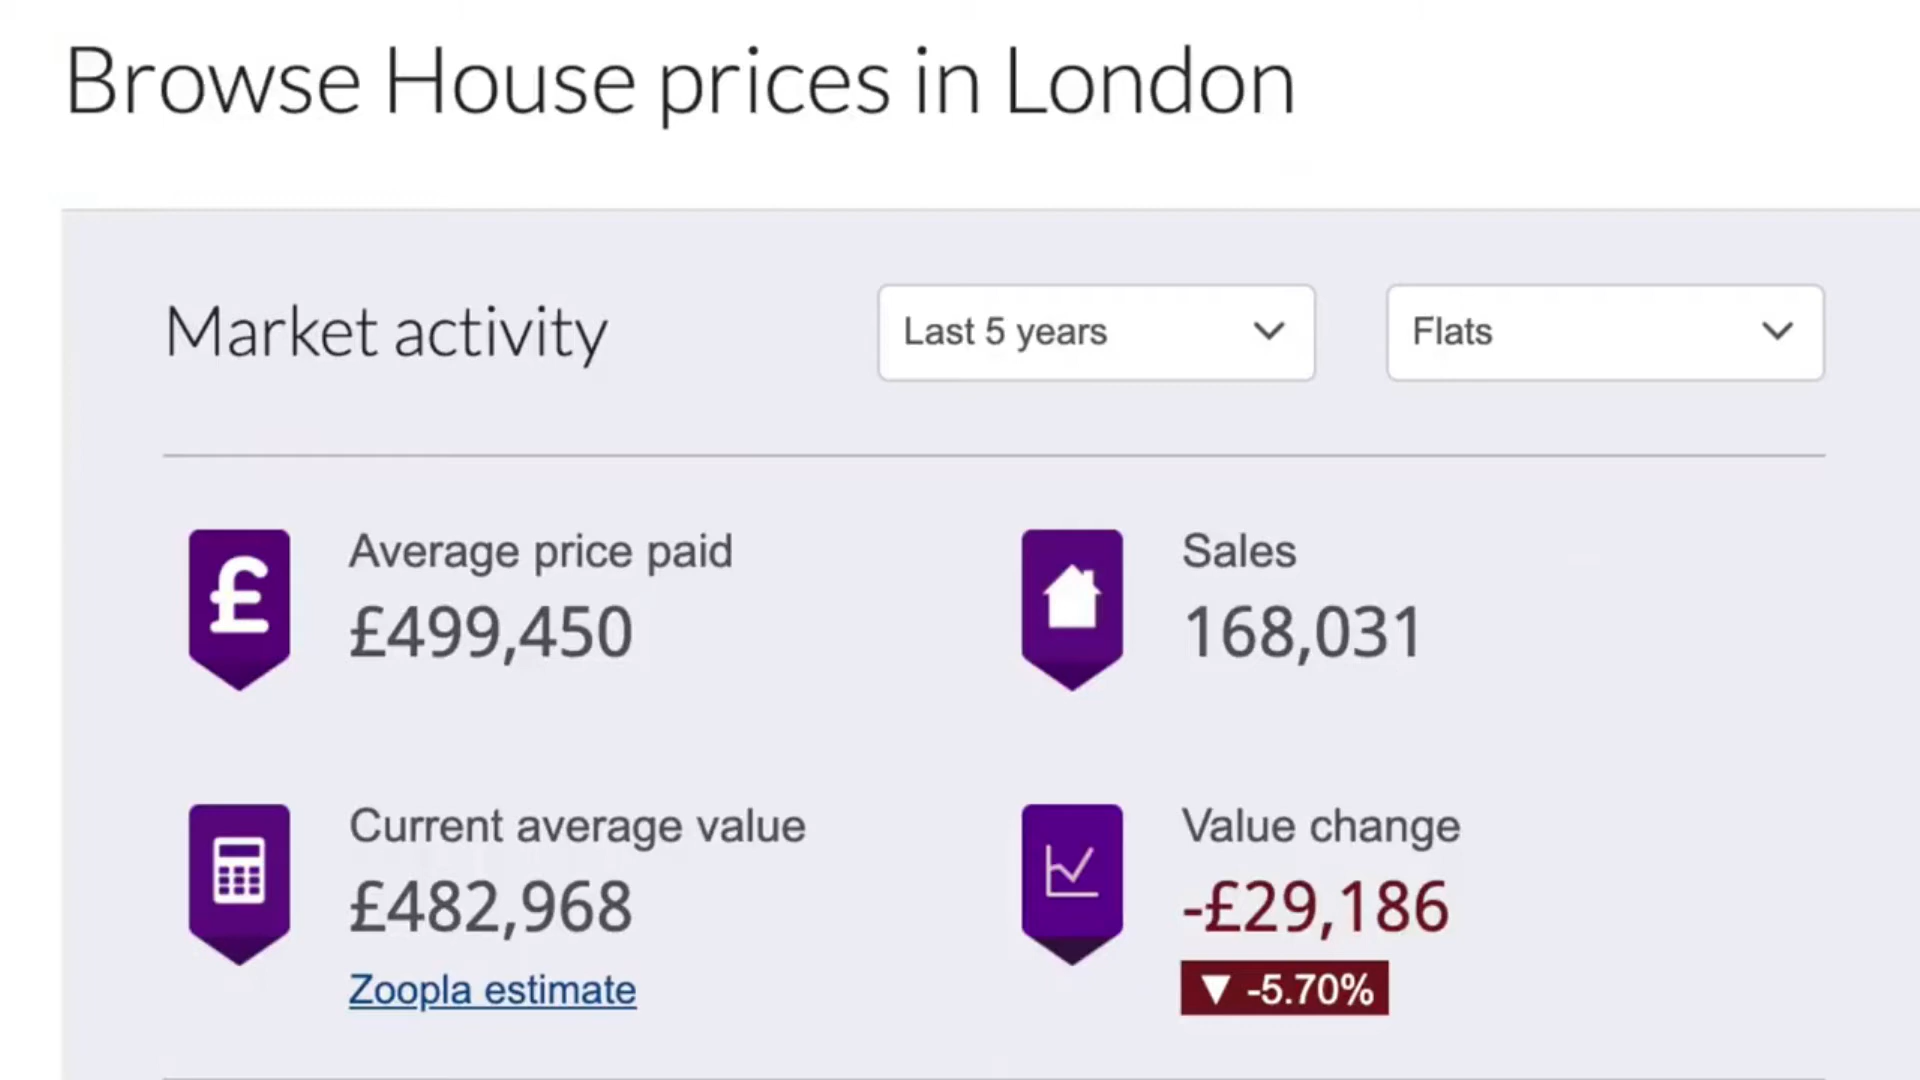 Browse House prices in London
Market activity
Last 5 years
Flats
Average price paid
£499,450
Sales
168,031
Current average value
£482,968
Zoopla estimate
Value change
-£29,186
▼ -5.70%